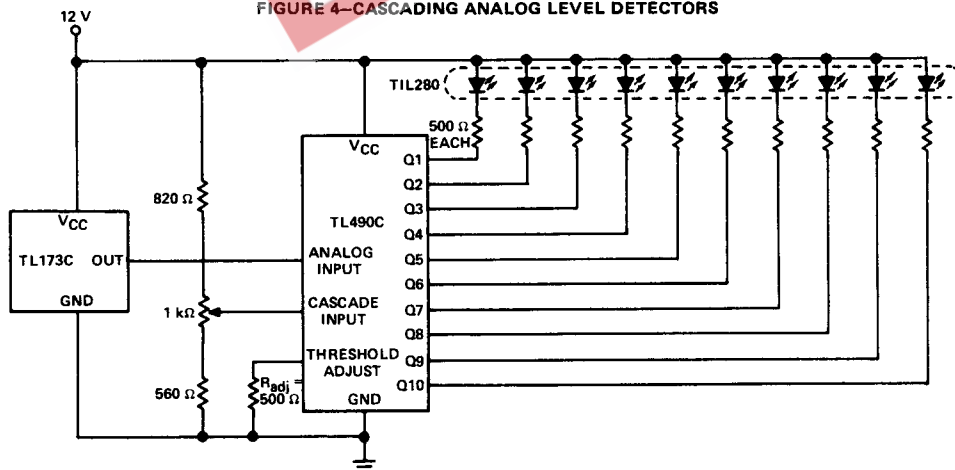 FIGURE 4—CASCADING ANALOG LEVEL DETECTORS
12 V
TIL280
500 Ω
EACH
VCC
Q1
Q2
820 Ω
Q3
VCC
TL490C
Q4
TL173C OUT
ANALOG
INPUT
Q5
Q6
GND
1 kΩ
CASCADE
INPUT
Q7
Q8
THRESHOLD
ADJUST
Q9
560 Ω
Radj =
500 Ω
GND
Q10